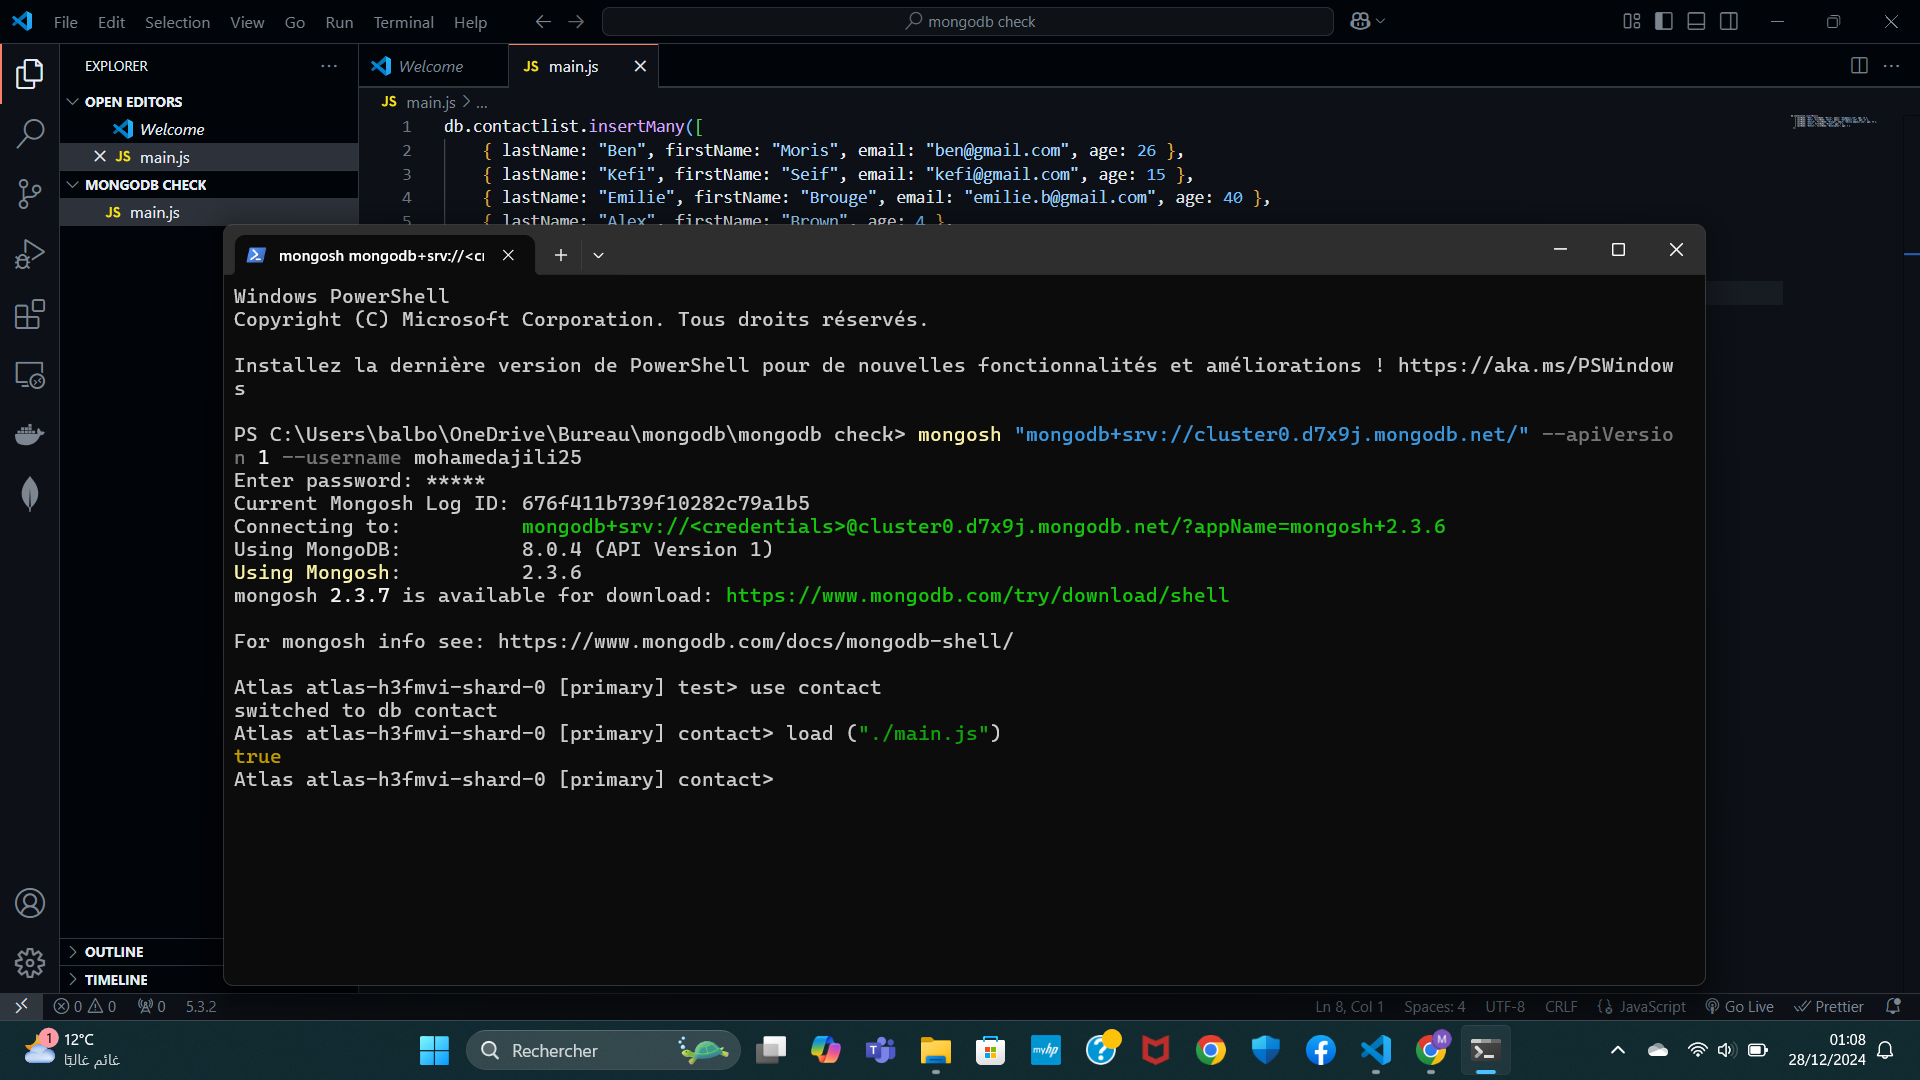 File Edit Selection View Go Run Terminal Help
mongodb check
EXPLORER
OPEN EDITORS
Welcome
JS main.js
MONGODB CHECK
JS main.js
OUTLINE
TIMELINE
Welcome
JS main.js
JS main.js > ...
1 db.contactlist.insertMany([
2 { lastName: "Ben", firstName: "Moris", email: "ben@gmail.com", age: 26 },
3 { lastName: "Kefi", firstName: "Seif", email: "kefi@gmail.com", age: 15 },
4 { lastName: "Emilie", firstName: "Brouge", email: "emilie.b@gmail.com", age: 40 },
5 { lastName: "Alex", firstName: "Brown", age: 4 },
mongosh mongodb+srv://<cr
Windows PowerShell
Copyright (C) Microsoft Corporation. Tous droits réservés.
Installez la dernière version de PowerShell pour de nouvelles fonctionnalités et améliorations ! https://aka.ms/PSWindow
s
PS C:\Users\balbo\OneDrive\Bureau\mongodb\mongodb check> mongosh "mongodb+srv://cluster0.d7x9j.mongodb.net/" --apiVersio
n 1 --username mohamedajili25
Enter password: *****
Current Mongosh Log ID: 676f411b739f10282c79a1b5
Connecting to: mongodb+srv://<credentials>@cluster0.d7x9j.mongodb.net/?appName=mongosh+2.3.6
Using MongoDB: 8.0.4 (API Version 1)
Using Mongosh: 2.3.6
mongosh 2.3.7 is available for download: https://www.mongodb.com/try/download/shell
For mongosh info see: https://www.mongodb.com/docs/mongodb-shell/
Atlas atlas-h3fmvi-shard-0 [primary] test> use contact
switched to db contact
Atlas atlas-h3fmvi-shard-0 [primary] contact> load ("./main.js")
true
Atlas atlas-h3fmvi-shard-0 [primary] contact>
0 0 0 5.3.2
Ln 8, Col 1 Spaces: 4 UTF-8 CRLF JavaScript Go Live Prettier
1
12°C
غائم غالبًا
Rechercher
myhp
M
01:08
28/12/2024